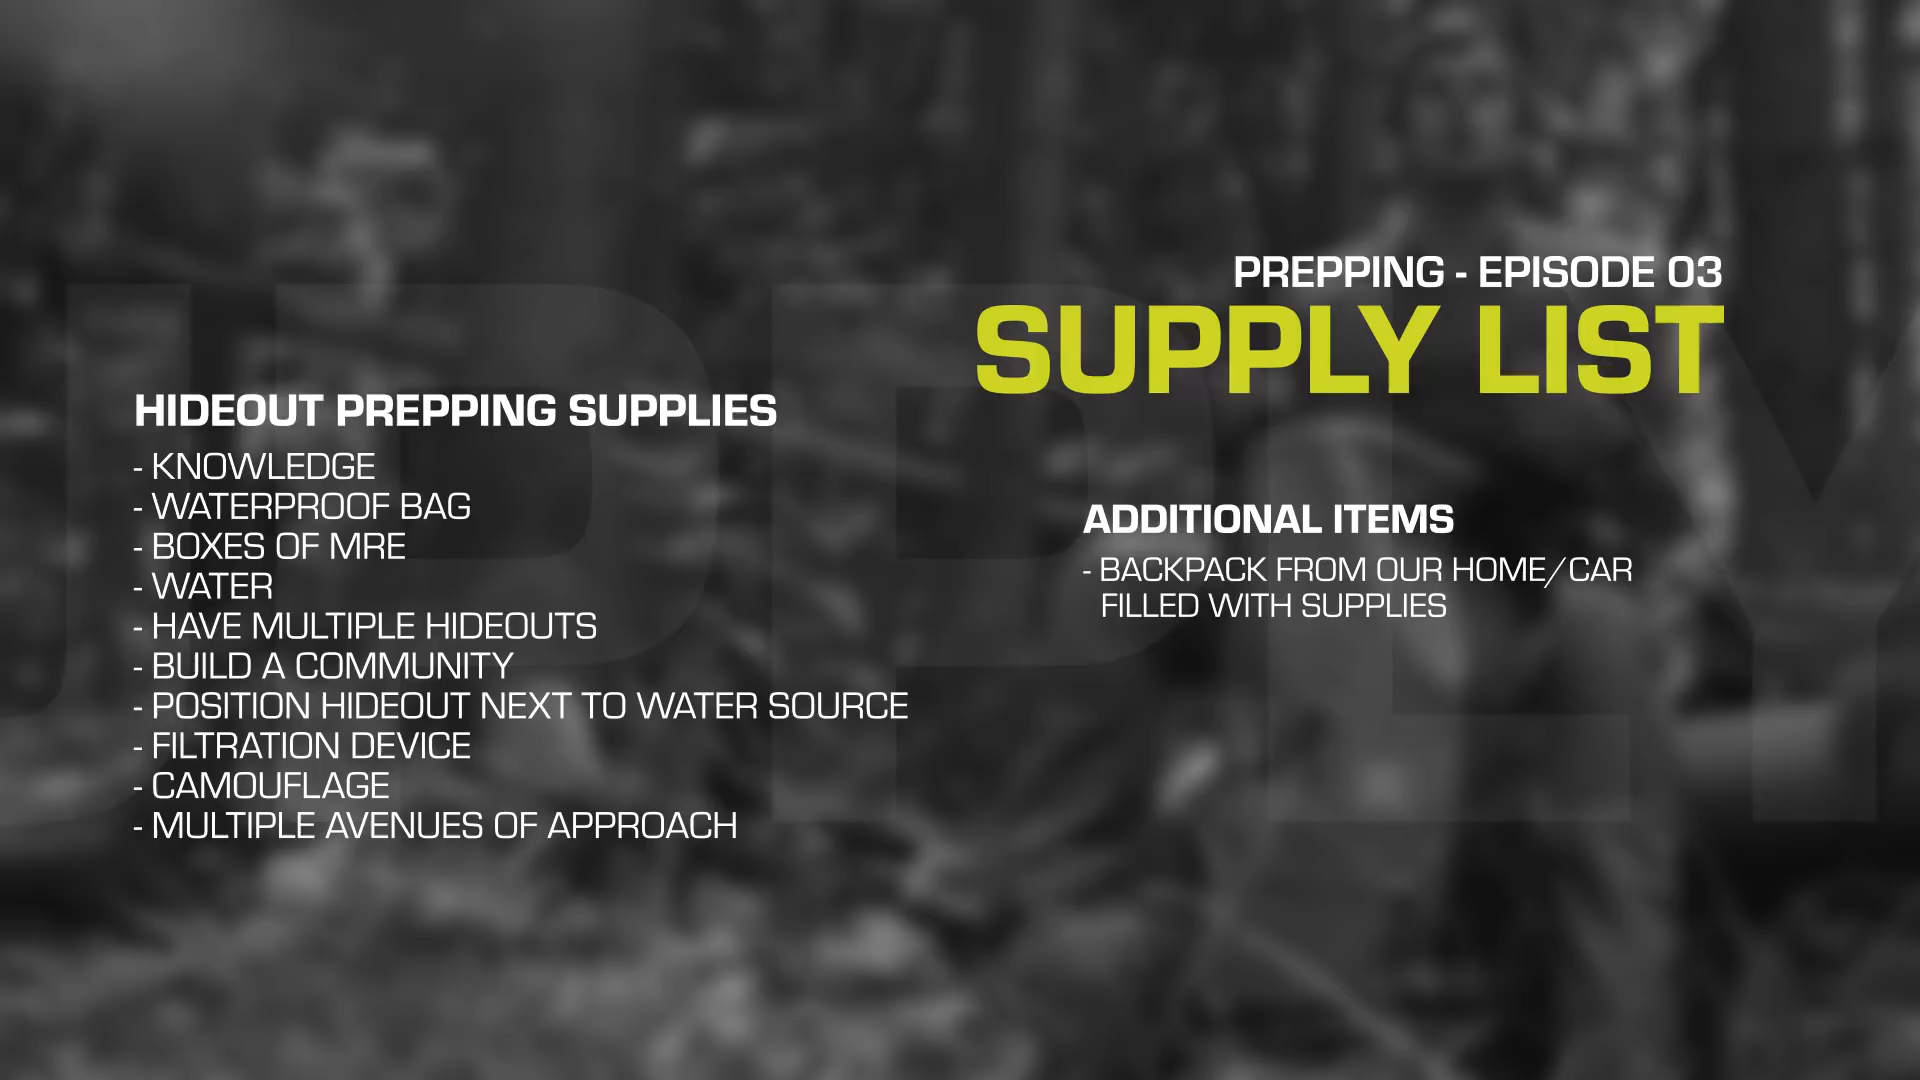 PREPPING - EPISODE 03
SUPPLY LIST
HIDEOUT PREPPING SUPPLIES
- KNOWLEDGE
- WATERPROOF BAG
- BOXES OF MRE
- WATER
- HAVE MULTIPLE HIDEOUTS
- BUILD A COMMUNITY
- POSITION HIDEOUT NEXT TO WATER SOURCE
- FILTRATION DEVICE
- CAMOUFLAGE
- MULTIPLE AVENUES OF APPROACH
ADDITIONAL ITEMS
- BACKPACK FROM OUR HOME/CAR
FILLED WITH SUPPLIES
UPPLY